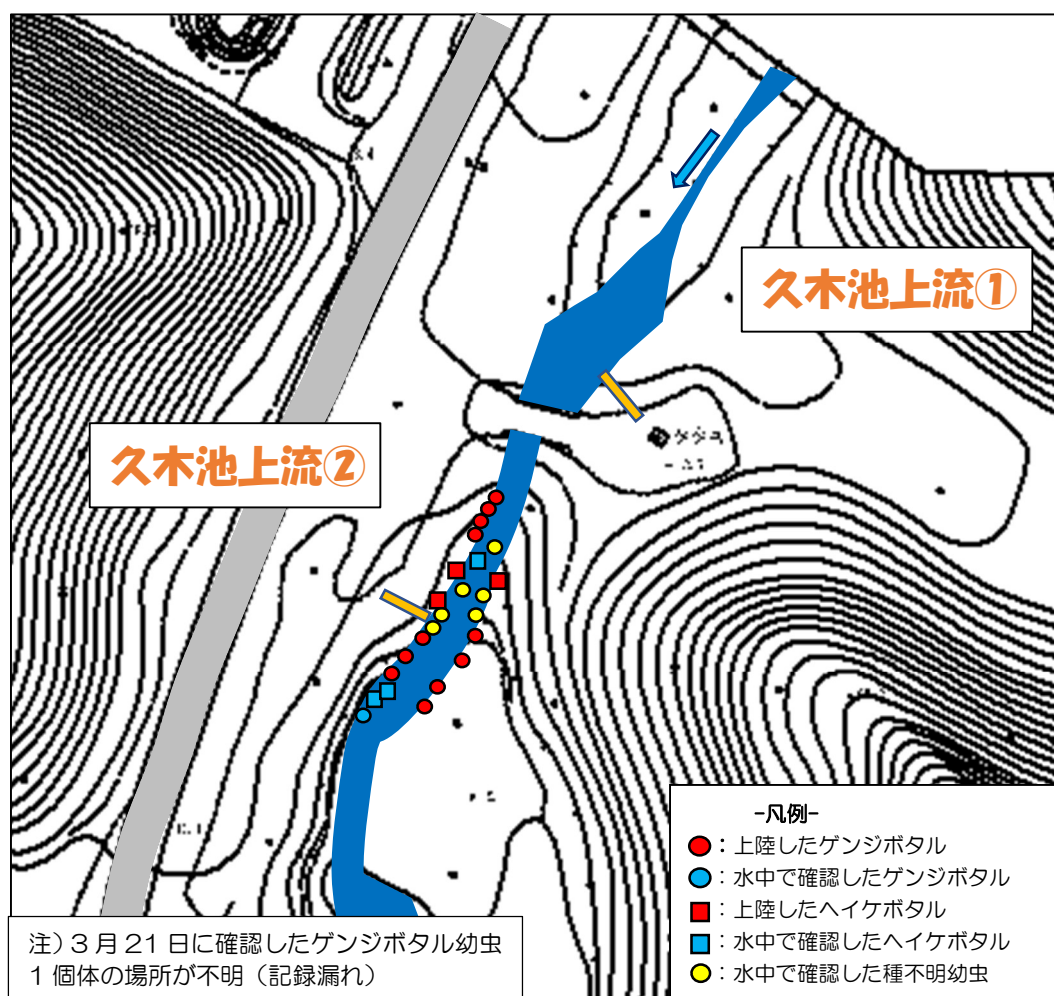 久木池上流①
久木池上流②
-凡例-
：上陸したゲンジボタル
：水中で確認したゲンジボタル
：上陸したヘイケボタル
：水中で確認したヘイケボタル
：水中で確認した種不明幼虫
注）3月21日に確認したゲンジボタル幼虫
1個体の場所が不明（記録漏れ）